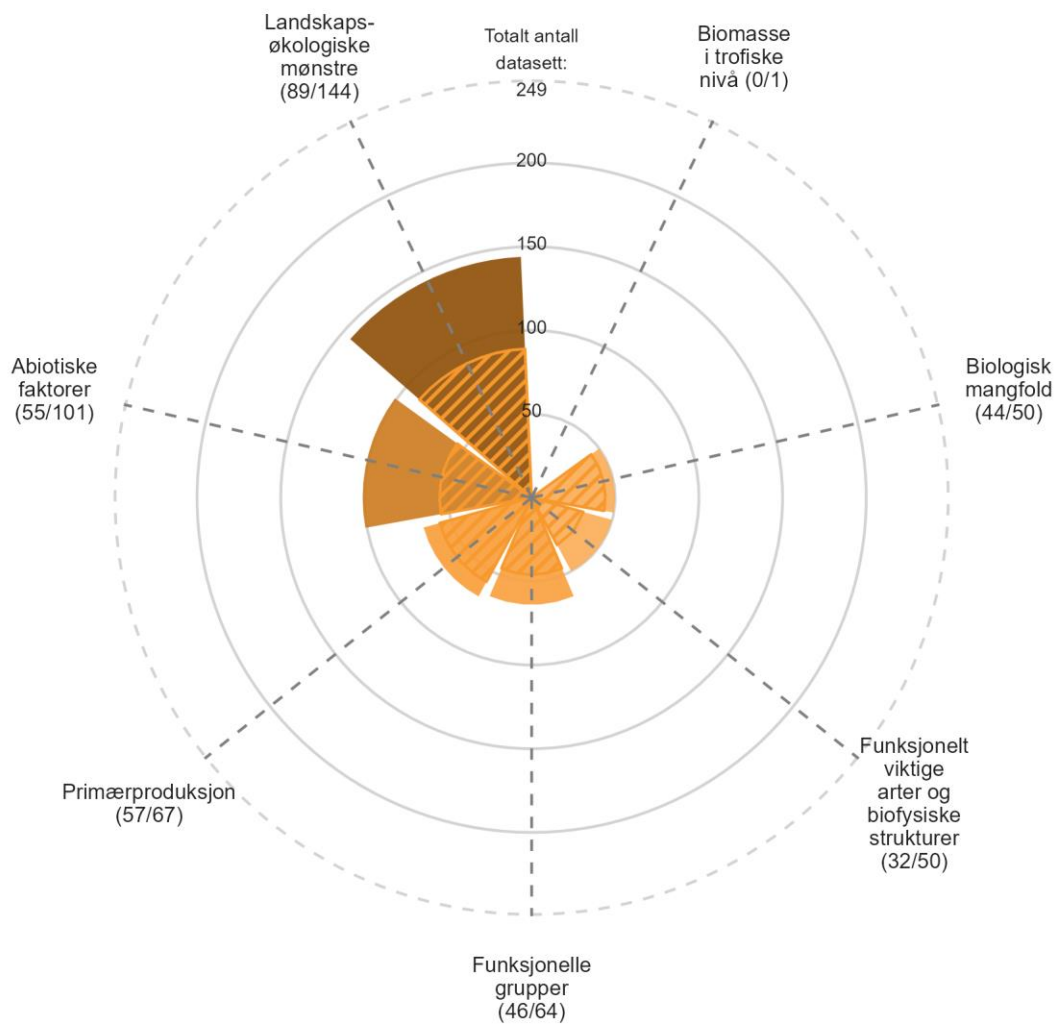 Landskaps-
økologiske
mønstre
(89/144)
Totalt antall
datasett:
249
Biomasse
i trofiske
nivå (0/1)
200
150
100
50
Abiotiske
faktorer
(55/101)
Biologisk
mangfold
(44/50)
Primærproduksjon
(57/67)
Funksjonelt
viktige
arter og
biofysiske
strukturer
(32/50)
Funksjonelle
grupper
(46/64)